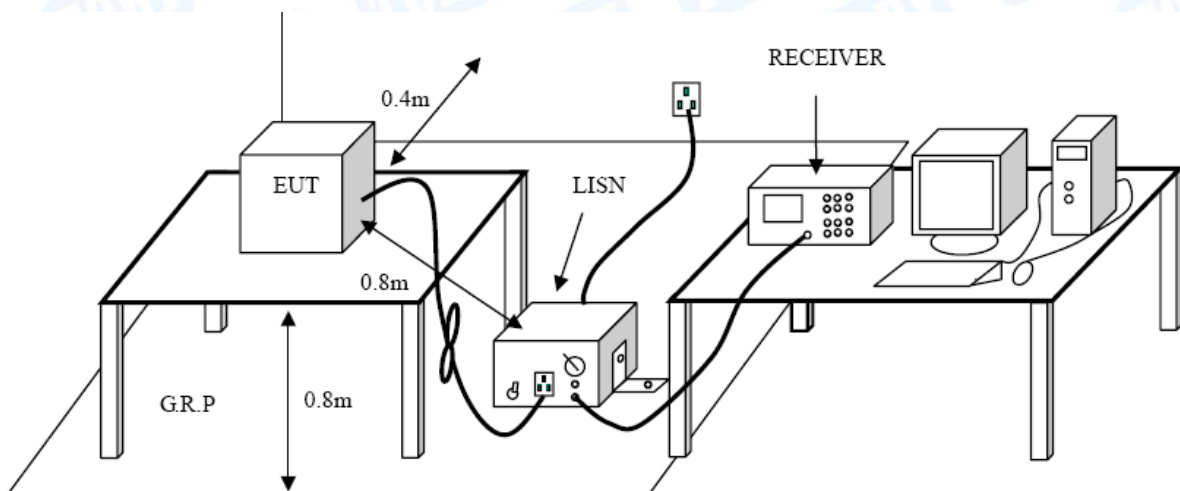 RECEIVER
0.4m
EUT
LISN
0.8m
G.R.P
0.8m